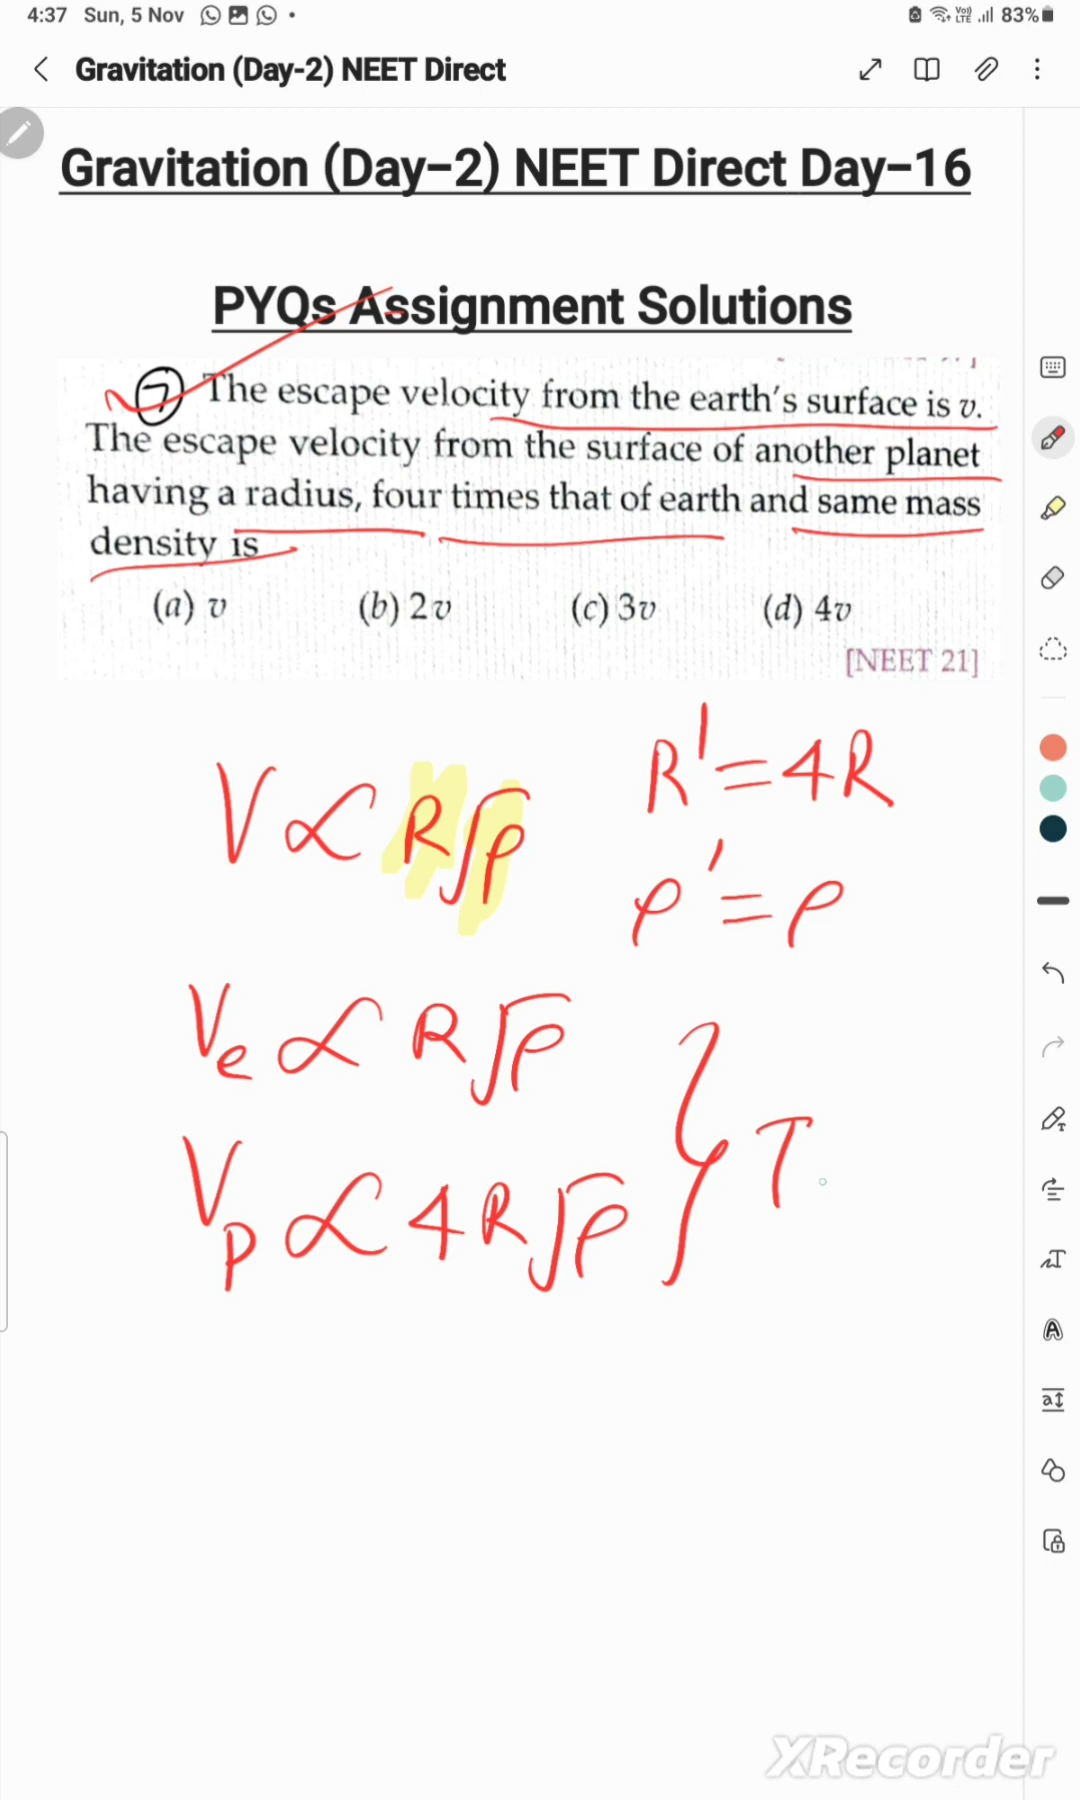 4:37 Sun, 5 Nov
83%
Gravitation (Day-2) NEET Direct
Gravitation (Day-2) NEET Direct Day-16
PYQs Assignment Solutions
7 The escape velocity from the earth's surface is v.
The escape velocity from the surface of another planet
having a radius, four times that of earth and same mass
density is
(a) v (b) 2v (c) 3v (d) 4v
[NEET 21]
V ∝ R√ρ R' = 4R
ρ' = ρ
Ve ∝ R√ρ
Vp ∝ 4R√ρ } T
XRecorder